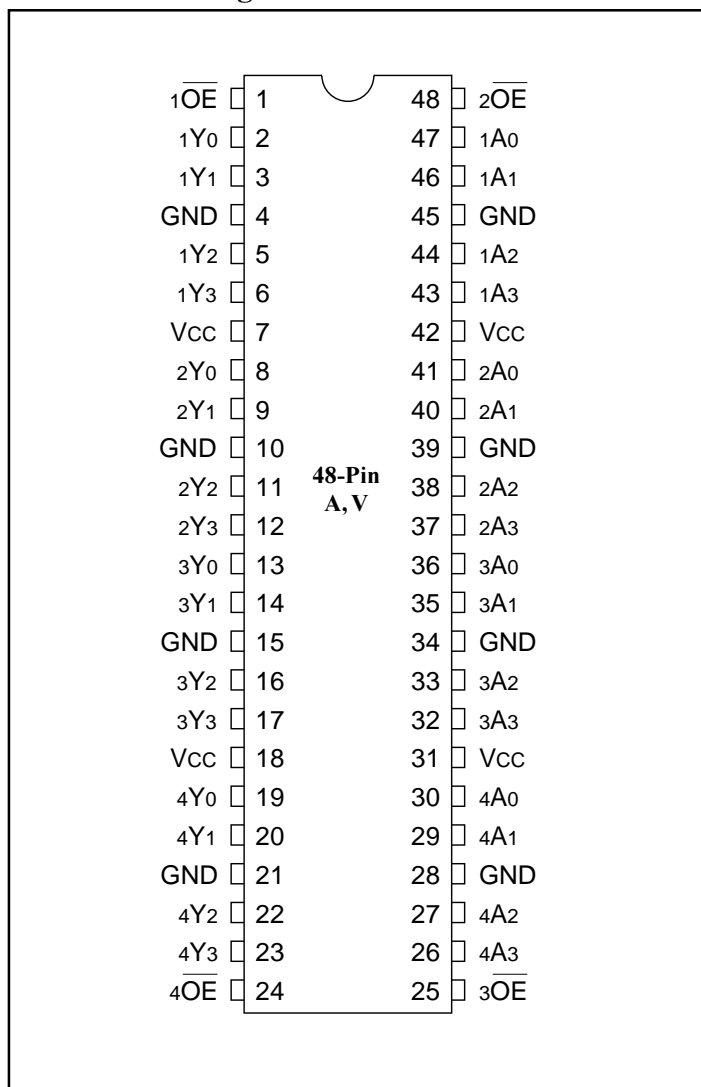 1O̅E̅ 1 48 2O̅E̅
1Y0 2 47 1A0
1Y1 3 46 1A1
GND 4 45 GND
1Y2 5 44 1A2
1Y3 6 43 1A3
VCC 7 42 VCC
2Y0 8 41 2A0
2Y1 9 40 2A1
GND 10 39 GND
48-Pin
2Y2 11 38 2A2
A, V
2Y3 12 37 2A3
3Y0 13 36 3A0
3Y1 14 35 3A1
GND 15 34 GND
3Y2 16 33 3A2
3Y3 17 32 3A3
VCC 18 31 VCC
4Y0 19 30 4A0
4Y1 20 29 4A1
GND 21 28 GND
4Y2 22 27 4A2
4Y3 23 26 4A3
4O̅E̅ 24 25 3O̅E̅